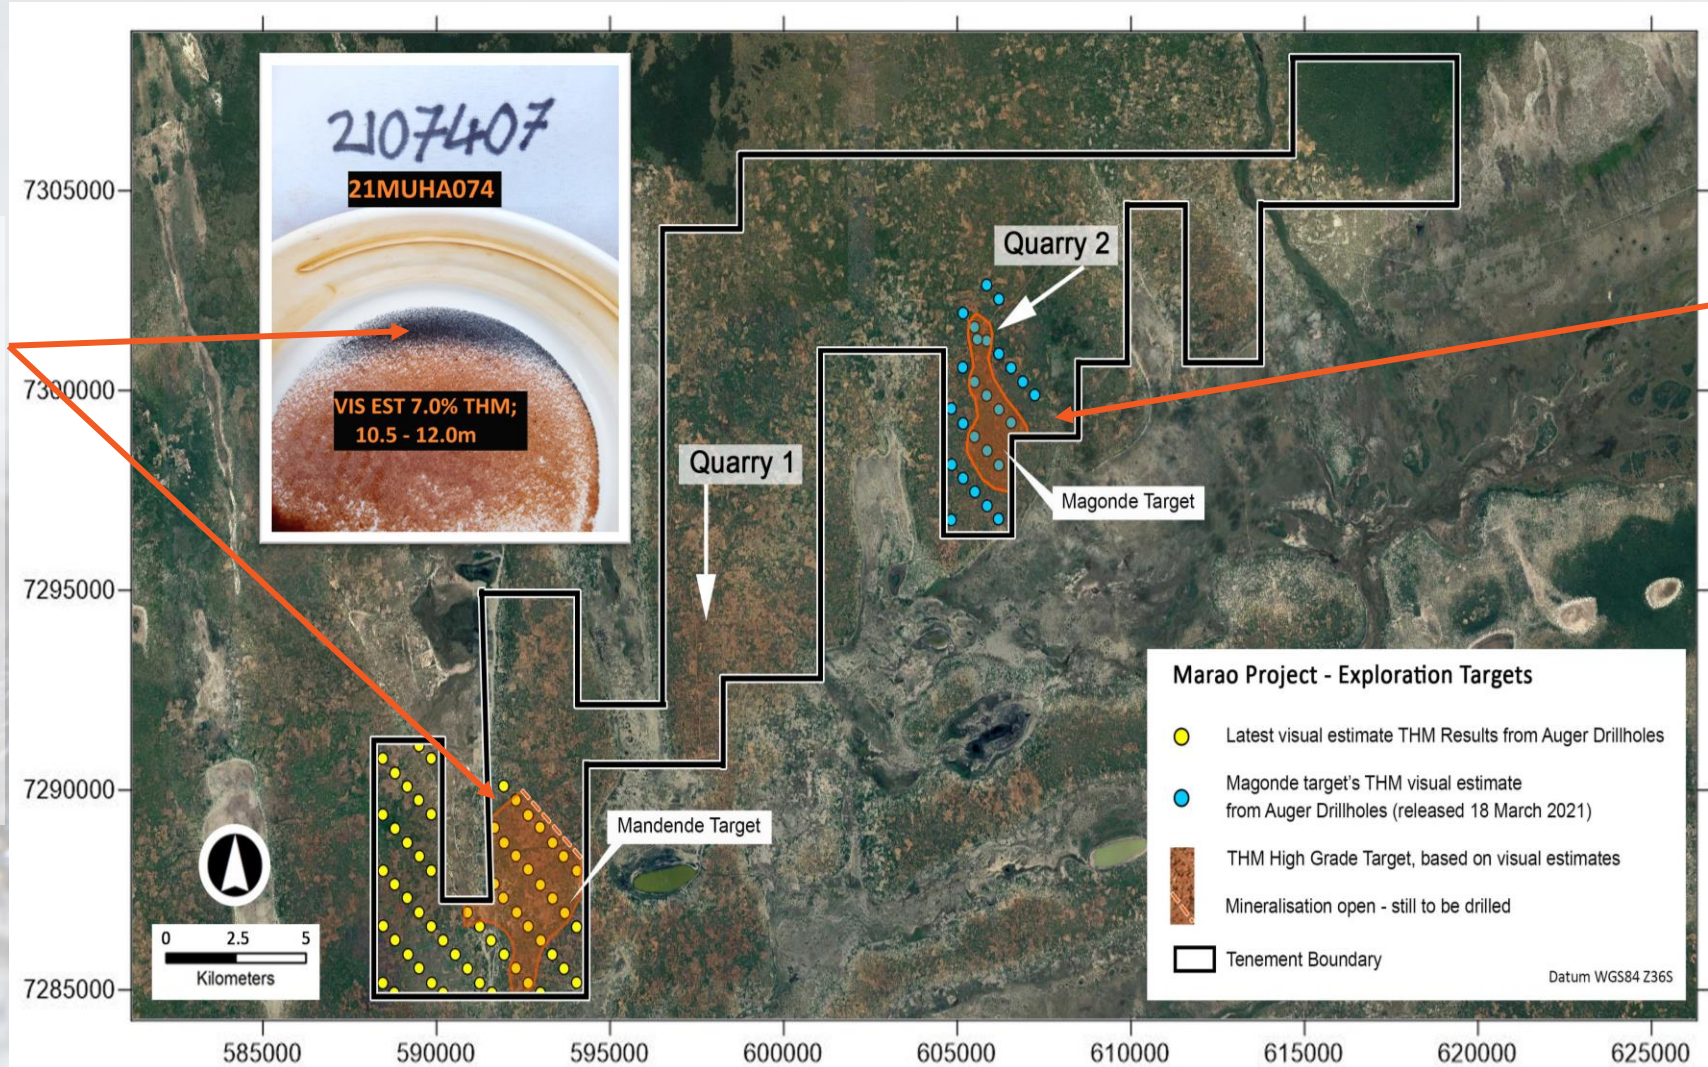 2107407
21MUHA074
VIS EST 7.0% THM;
10.5 - 12.0m
Quarry 2
Quarry 1
Magonde Target
Mandende Target
7305000
7300000
7295000
7290000
7285000
0 2.5 5
Kilometers
Marao Project - Exploration Targets
Latest visual estimate THM Results from Auger Drillholes
Magonde target's THM visual estimate
from Auger Drillholes (released 18 March 2021)
THM High Grade Target, based on visual estimates
Mineralisation open - still to be drilled
Tenement Boundary
Datum WGS84 Z36S
585000 590000 595000 600000 605000 610000 615000 620000 625000